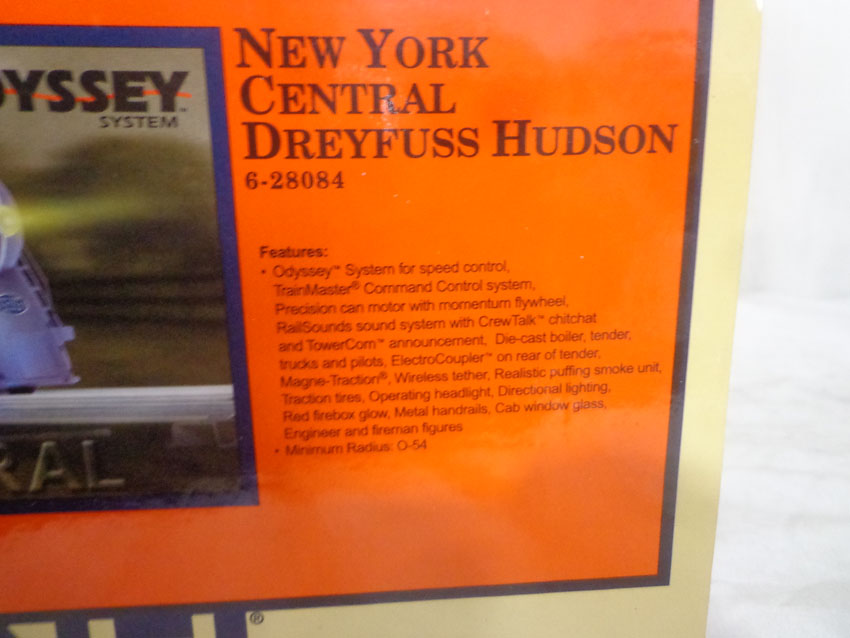 DYSSEY™
SYSTEM
NEW YORK
CENTRAL
DREYFUSS HUDSON
6-28084
Features:
• Odyssey™ System for speed control,
TrainMaster® Command Control system,
Precision can motor with momentum flywheel,
RailSounds sound system with CrewTalk™ chitchat
and TowerCom™ announcement, Die-cast boiler, tender,
trucks and pilots, ElectroCoupler™ on rear of tender,
Magne-Traction®, Wireless tether, Realistic puffing smoke unit,
Traction tires, Operating headlight, Directional lighting,
Red firebox glow, Metal handrails, Cab window glass,
Engineer and fireman figures
• Minimum Radius: O-54
RAL
®